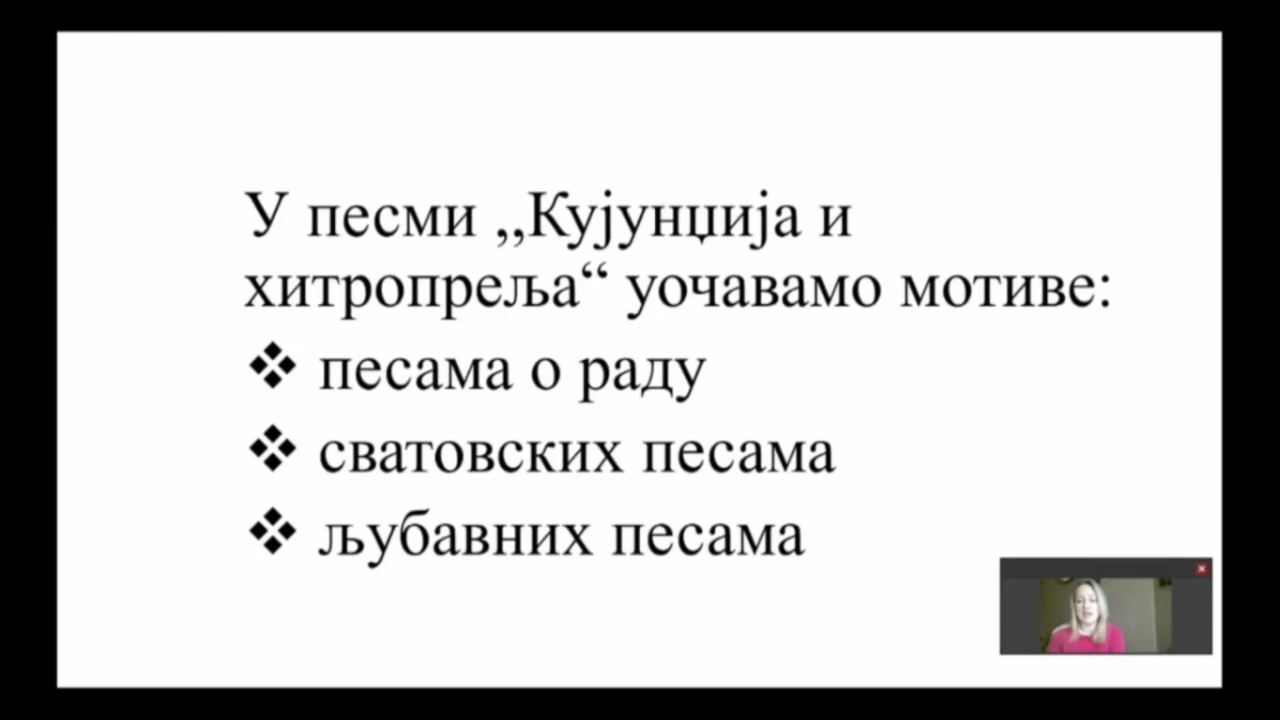 У песми ,,Кујунџија и
хитропреља“ уочавамо мотиве:
❖ песама о раду
❖ сватовских песама
❖ љубавних песама